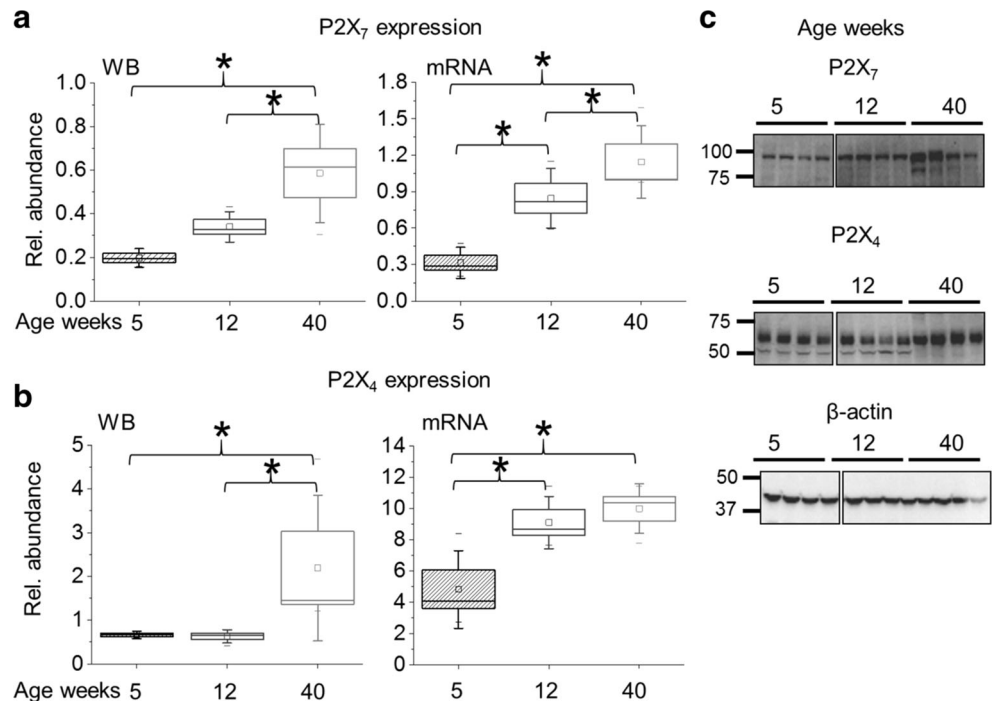 a
P2X₇ expression
WB
mRNA
Rel. abundance
1.0
0.8
0.6
0.4
0.2
0.0
1.8
1.5
1.2
0.9
0.6
0.3
0.0
*
*
*
*
*
Age weeks 5 12 40
5 12 40
b
P2X₄ expression
WB
mRNA
Rel. abundance
5
4
3
2
1
0
14
12
10
8
6
4
2
0
*
*
*
*
Age weeks 5 12 40
5 12 40
c
Age weeks
P2X₇
5 12 40
100
75
P2X₄
5 12 40
75
50
β-actin
5 12 40
50
37